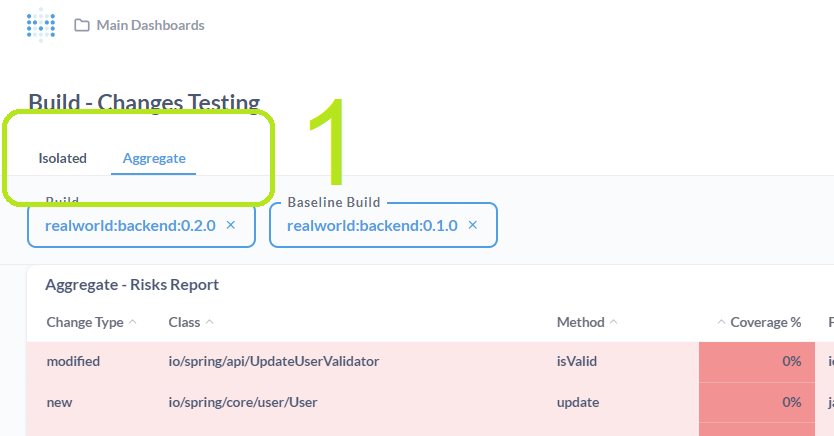 Main Dashboards
Build - Changes Testing
1
Isolated Aggregate
Build Baseline Build
realworld:backend:0.2.0 × realworld:backend:0.1.0 ×
Aggregate - Risks Report
Change Type Class Method Coverage %
modified io/spring/api/UpdateUserValidator isValid 0%
new io/spring/core/user/User update 0%